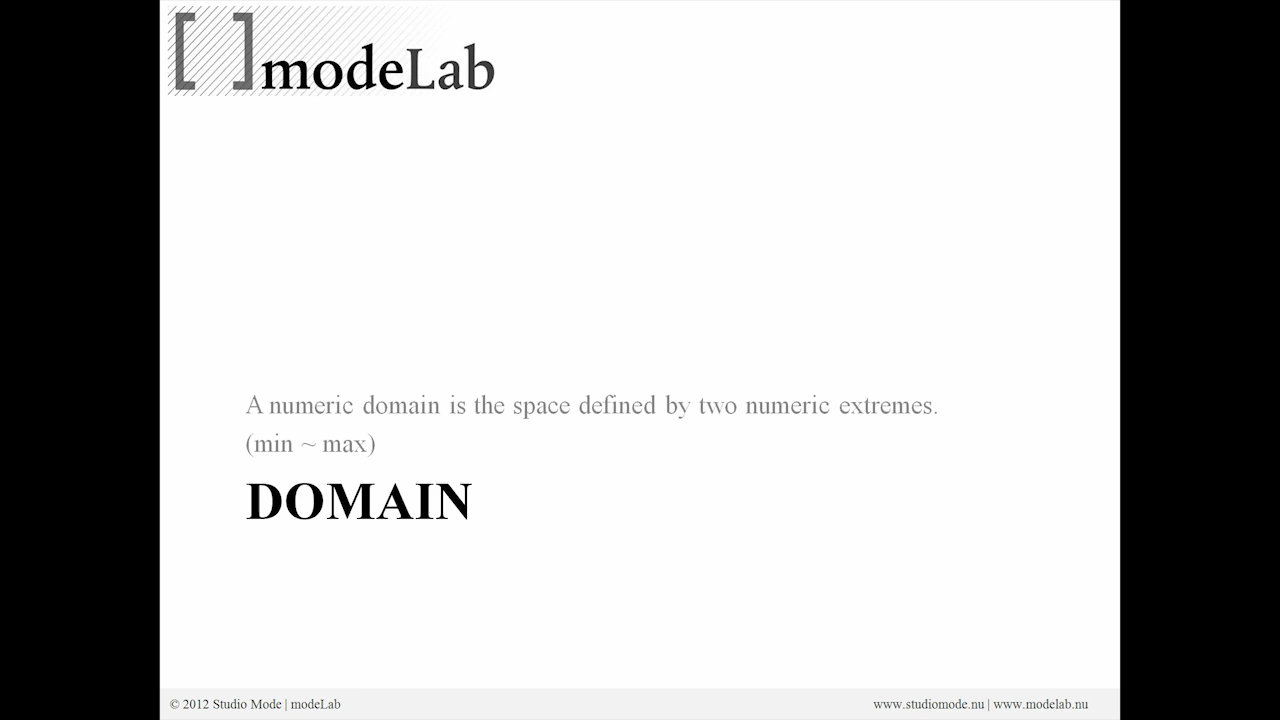 [ ]modeLab
A numeric domain is the space defined by two numeric extremes.
(min ~ max)
DOMAIN
© 2012 Studio Mode | modeLab
www.studiomode.nu | www.modelab.nu